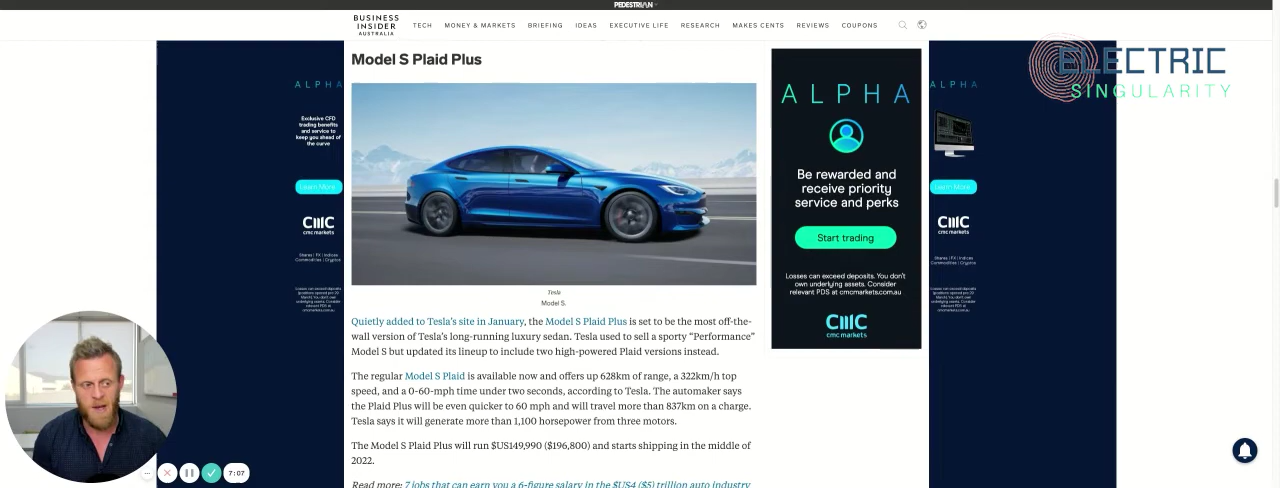 PEDESTRIAN
BUSINESS
INSIDER
AUSTRALIA
TECH MONEY & MARKETS BRIEFING IDEAS EXECUTIVE LIFE RESEARCH MAKES CENTS REVIEWS COUPONS
ELECTRIC
SINGULARITY
Model S Plaid Plus
ALPHA
Exclusive CFD
trading benefits
and service to
keep you ahead of
the curve
Learn More
CMC
cmc markets
Shares | FX | Indices
Commodities | Cryptos
Tesla
Model S.
Quietly added to Tesla's site in January, the Model S Plaid Plus is set to be the most off-the-
wall version of Tesla's long-running luxury sedan. Tesla used to sell a sporty “Performance”
Model S but updated its lineup to include two high-powered Plaid versions instead.
The regular Model S Plaid is available now and offers up 628km of range, a 322km/h top
speed, and a 0-60-mph time under two seconds, according to Tesla. The automaker says
the Plaid Plus will be even quicker to 60 mph and will travel more than 837km on a charge.
Tesla says it will generate more than 1,100 horsepower from three motors.
The Model S Plaid Plus will run $US149,990 ($196,800) and starts shipping in the middle of
2022.
Read more: 7 jobs that can earn you a 6-figure salary in the $US4 ($5) trillion auto industry
ALPHA
Be rewarded and
receive priority
service and perks
Start trading
Losses can exceed deposits. You don't
own underlying assets. Consider
relevant PDS at cmcmarkets.com.au
CMC
cmc markets
ALPHA
Learn More
CMC
cmc markets
Shares | FX | Indices
Commodities | Cryptos
7:07